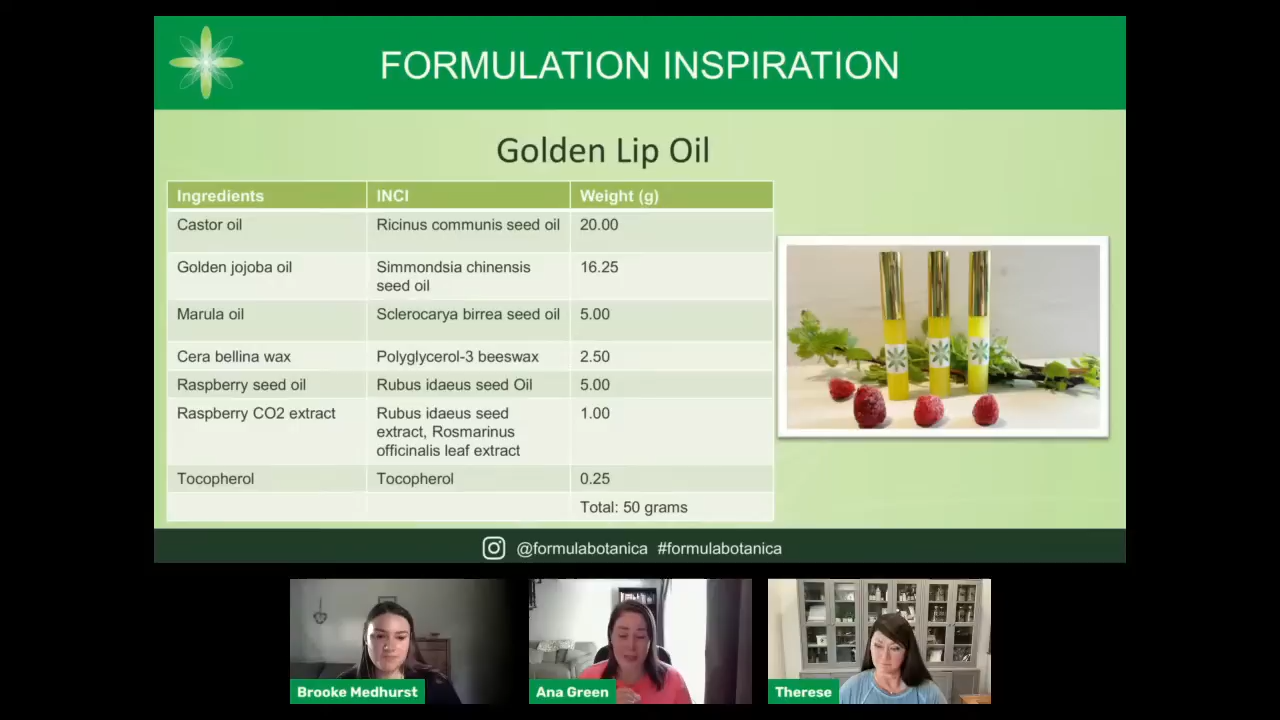 FORMULATION INSPIRATION
Golden Lip Oil
Ingredients INCI Weight (g)
Castor oil Ricinus communis seed oil 20.00
Golden jojoba oil Simmondsia chinensis 16.25
seed oil
Marula oil Sclerocarya birrea seed oil 5.00
Cera bellina wax Polyglycerol-3 beeswax 2.50
Raspberry seed oil Rubus idaeus seed Oil 5.00
Raspberry CO2 extract Rubus idaeus seed 1.00
extract, Rosmarinus
officinalis leaf extract
Tocopherol Tocopherol 0.25
Total: 50 grams
@formulabotanica #formulabotanica
Brooke Medhurst
Ana Green
Therese